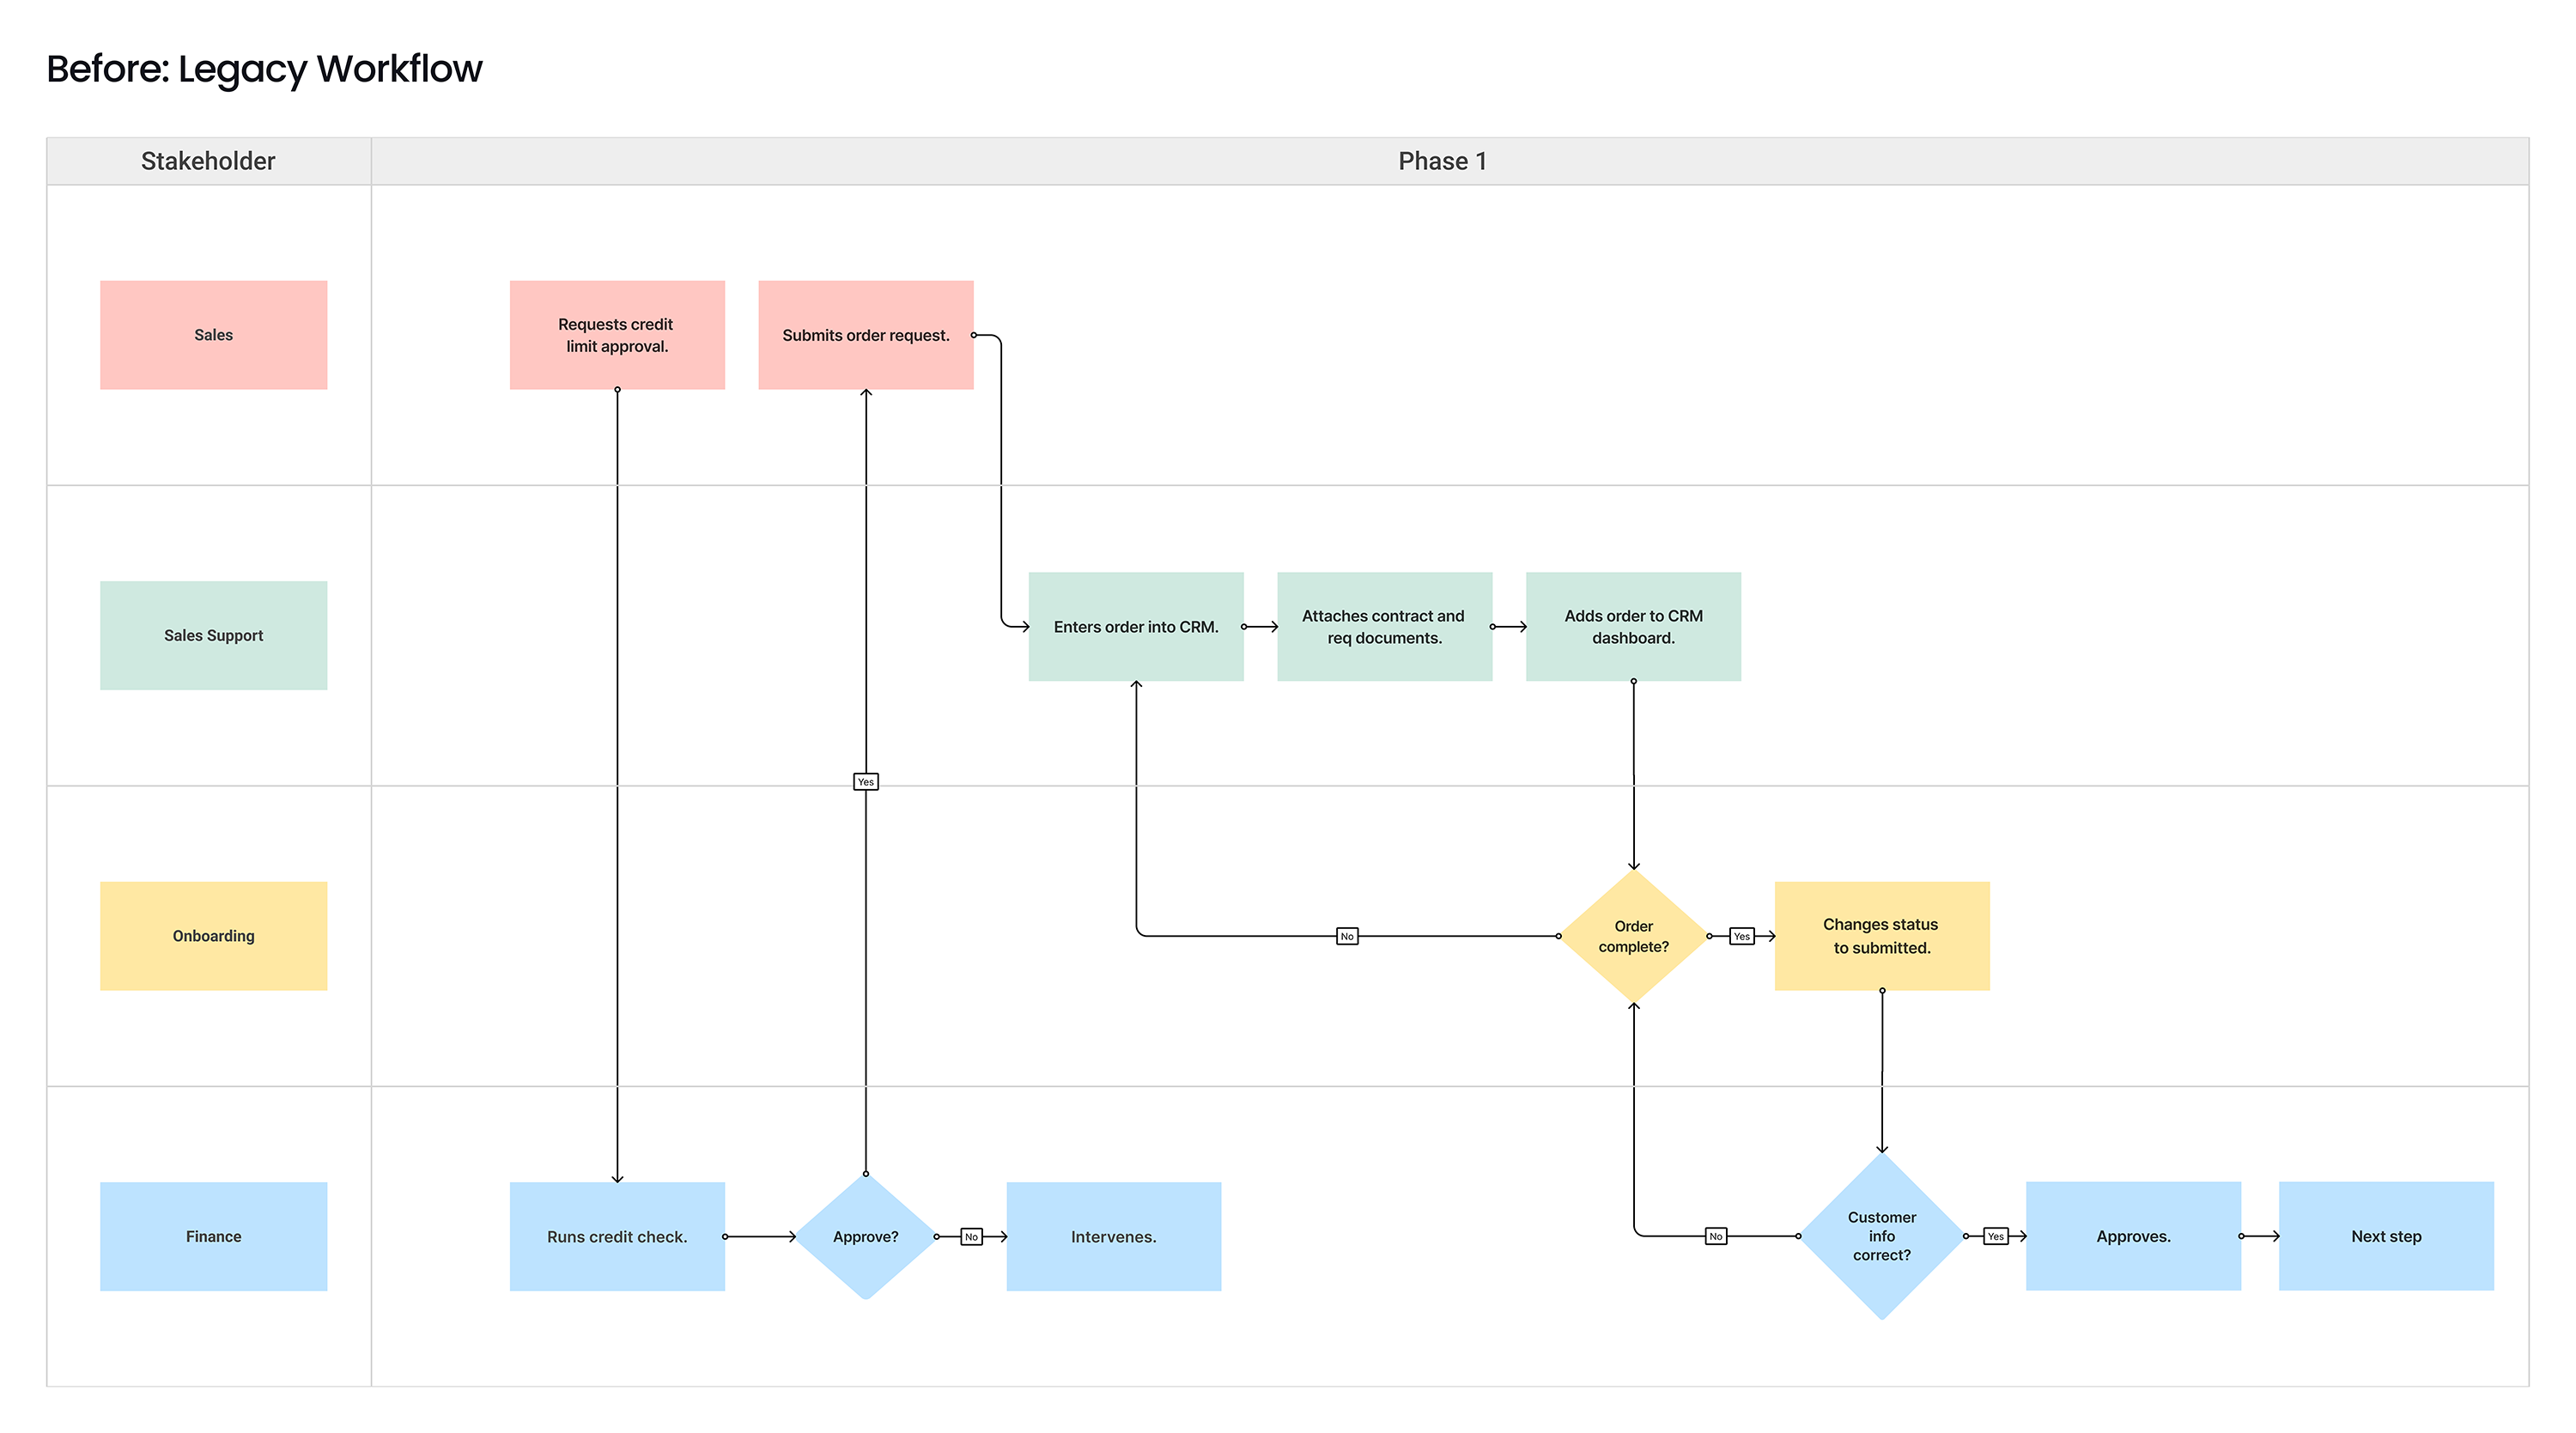 Before: Legacy Workflow
Stakeholder
Phase 1
Sales
Requests credit
limit approval.
Submits order request.
Sales Support
Enters order into CRM.
Attaches contract and
req documents.
Adds order to CRM
dashboard.
Yes
Onboarding
No
Order
complete?
Yes
Changes status
to submitted.
Finance
Runs credit check.
Approve?
No
Intervenes.
No
Customer
info
correct?
Yes
Approves.
Next step